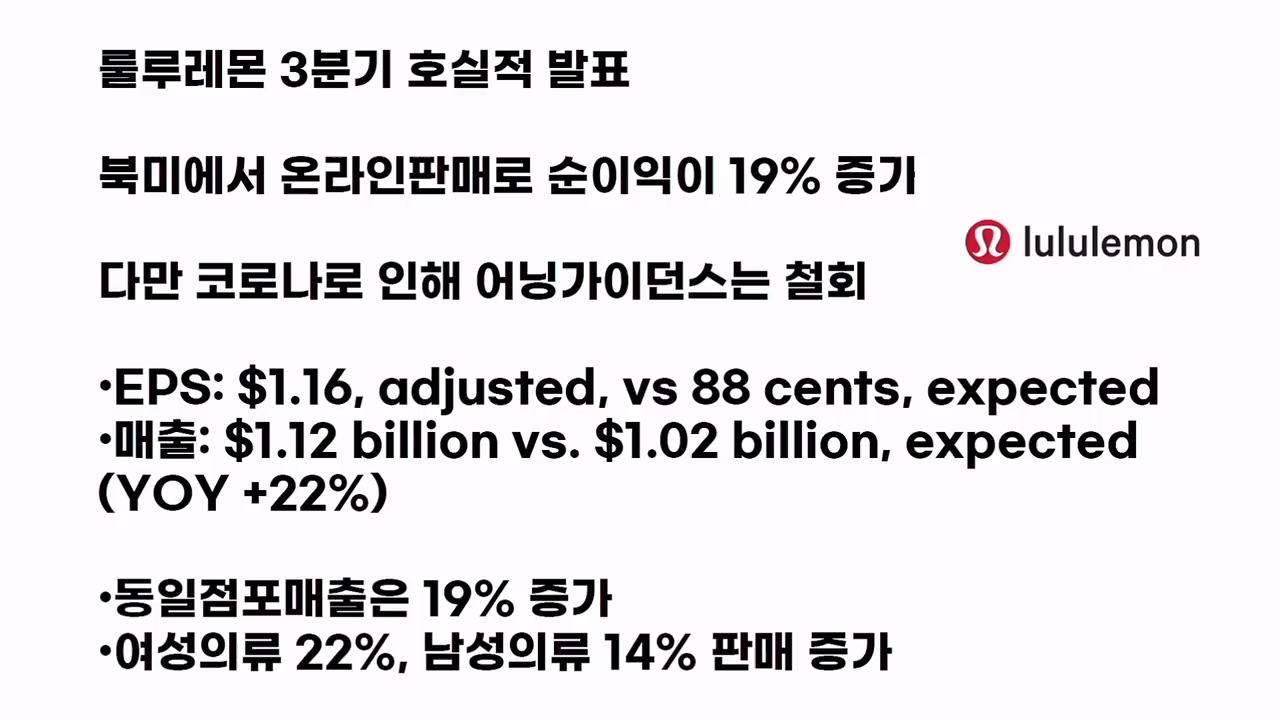 룰루레몬 3분기 호실적 발표
북미에서 온라인판매로 순이익이 19% 증가
lululemon
다만 코로나로 인해 어닝가이던스는 철회
•EPS: $1.16, adjusted, vs 88 cents, expected
•매출: $1.12 billion vs. $1.02 billion, expected
(YOY +22%)
•동일점포매출은 19% 증가
•여성의류 22%, 남성의류 14% 판매 증가